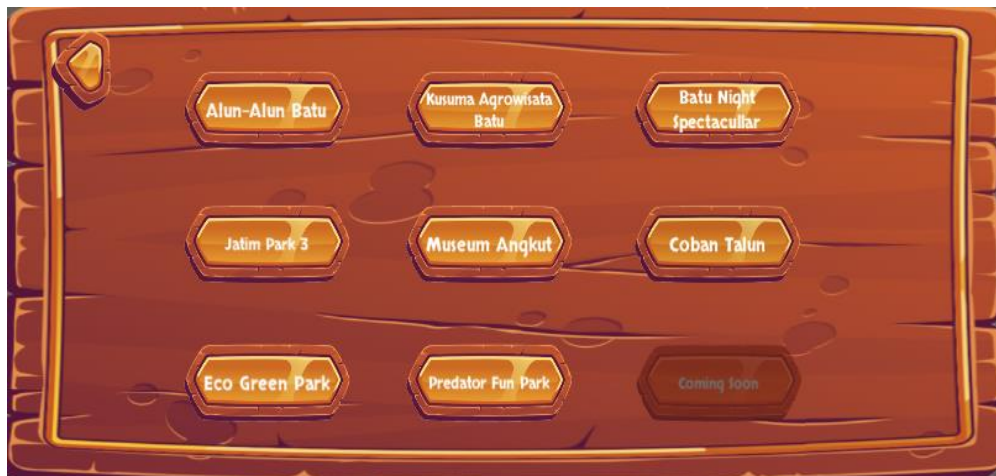 Alun-Alun Batu
Kusuma Agrowisata
Batu
Batu Night
Spectacullar
Jatim Park 3
Museum Angkut
Coban Talun
Eco Green Park
Predator Fun Park
Coming Soon